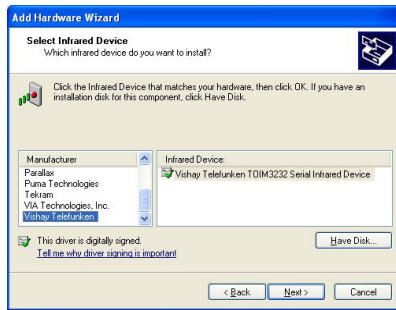 Add Hardware Wizard
Select Infrared Device
Which infrared device do you want to install?
Click the Infrared Device that matches your hardware, then click OK. If you have an
installation disk for this component, click Have Disk.
Manufacturer
Parallax
Puma Technologies
Tekram
VIA Technologies, Inc.
Vishay Telefunken
Infrared Device:
Vishay Telefunken TOIM3232 Serial Infrared Device
This driver is digitally signed.
Tell me why driver signing is important
Have Disk...
< Back
Next >
Cancel